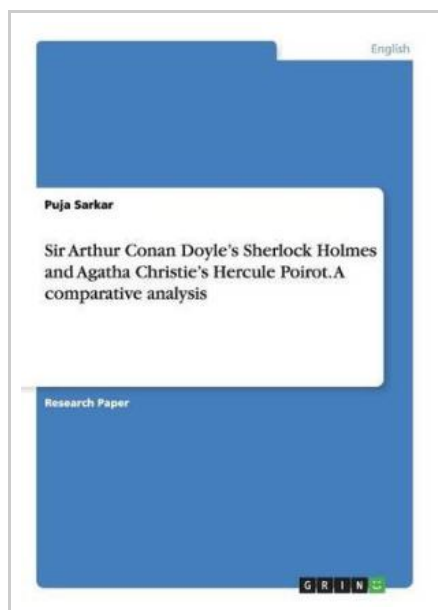 English
Puja Sarkar
Sir Arthur Conan Doyle's Sherlock Holmes
and Agatha Christie's Hercule Poirot. A
comparative analysis
Research Paper
GRIN